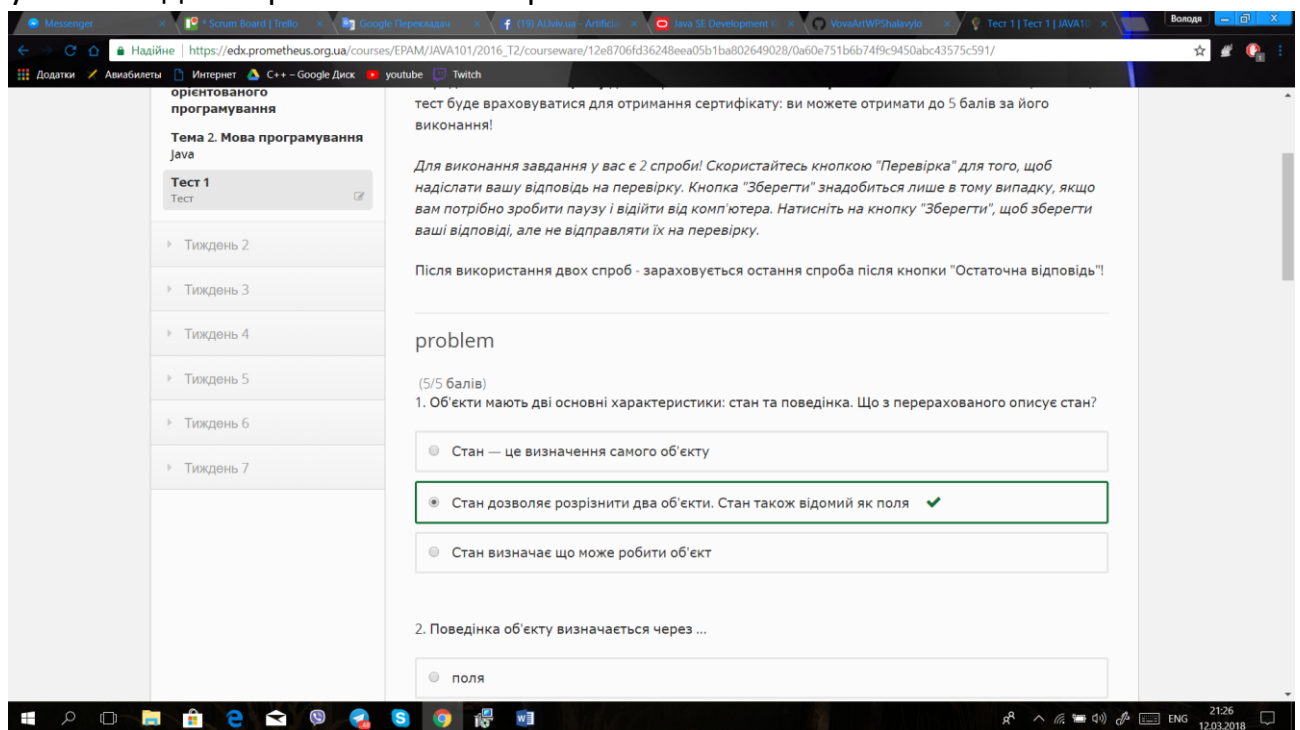 Messenger
* Scrum Board | Trello
Google Перекладач
(19) AI.lviv.ua - Artificia
Java SE Development K
VovaArtWPShalavylo
Тест 1 | Тест 1 | JAVA10
Володя
Надійне | https://edx.prometheus.org.ua/courses/EPAM/JAVA101/2016_T2/courseware/12e8706fd36248eea05b1ba802649028/0a60e751b6b74f9c9450abc43575c591/
Додатки Авиабилеты Интернет C++ – Google Диск youtube Twitch
орієнтованого
програмування
Тема 2. Мова програмування
Java
Тест 1
Тест
Тиждень 2
Тиждень 3
Тиждень 4
Тиждень 5
Тиждень 6
Тиждень 7
тест буде враховуватися для отримання сертифікату: ви можете отримати до 5 балів за його
виконання!
Для виконання завдання у вас є 2 спроби! Скористайтесь кнопкою "Перевірка" для того, щоб
надіслати вашу відповідь на перевірку. Кнопка "Зберегти" знадобиться лише в тому випадку, якщо
вам потрібно зробити паузу і відійти від комп'ютера. Натисніть на кнопку "Зберегти", щоб зберегти
ваші відповіді, але не відправляти їх на перевірку.
Після використання двох спроб - зараховується остання спроба після кнопки "Остаточна відповідь"!
problem
(5/5 балів)
1. Об'єкти мають дві основні характеристики: стан та поведінка. Що з перерахованого описує стан?
Стан — це визначення самого об'єкту
Стан дозволяє розрізнити два об'єкти. Стан також відомий як поля
Стан визначає що може робити об'єкт
2. Поведінка об'єкту визначається через ...
поля
ENG
21:26
12.03.2018